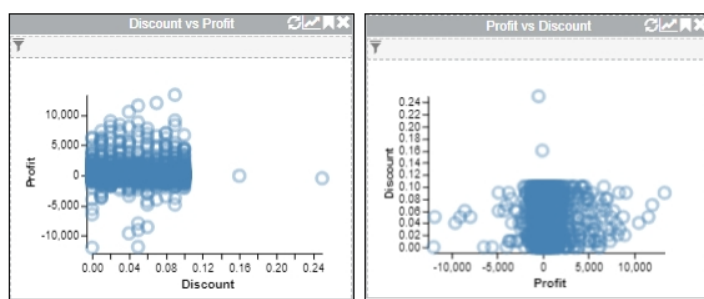 Discount vs Profit
10,000
5,000
0
-5,000
-10,000
Profit
0.00 0.04 0.08 0.12 0.16 0.20 0.24
Discount
Profit vs Discount
0.24
0.22
0.20
0.18
0.16
0.14
0.12
0.10
0.08
0.06
0.04
0.02
0.00
Discount
-10,000 -5,000 0 5,000 10,000
Profit